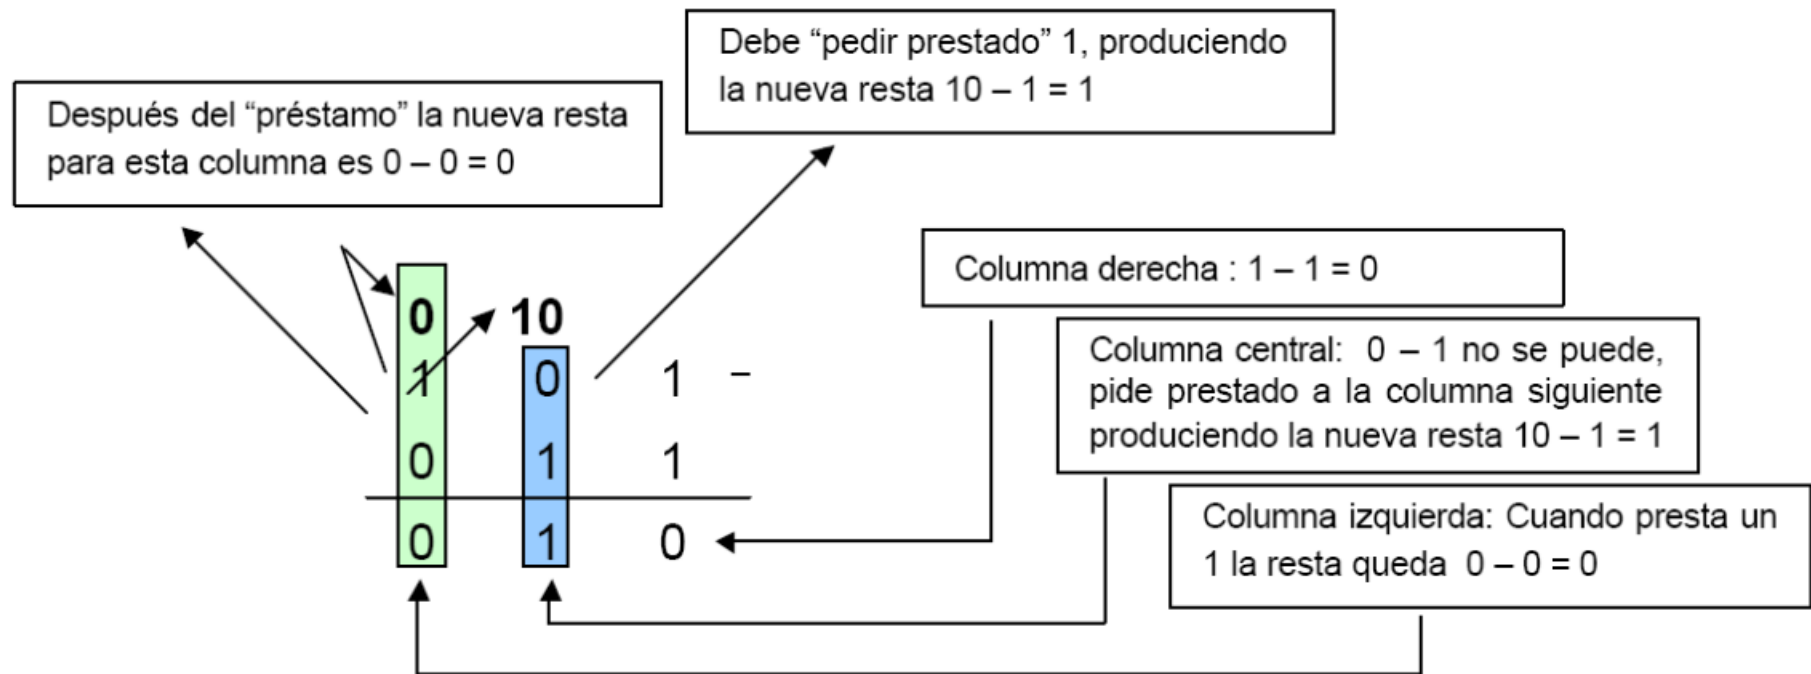 Debe “pedir prestado” 1, produciendo
la nueva resta 10 – 1 = 1
Después del “préstamo” la nueva resta
para esta columna es 0 – 0 = 0
Columna derecha : 1 – 1 = 0
0 10
1 0 1 –
0 1 1
0 1 0
Columna central: 0 – 1 no se puede,
pide prestado a la columna siguiente
produciendo la nueva resta 10 – 1 = 1
Columna izquierda: Cuando presta un
1 la resta queda 0 – 0 = 0